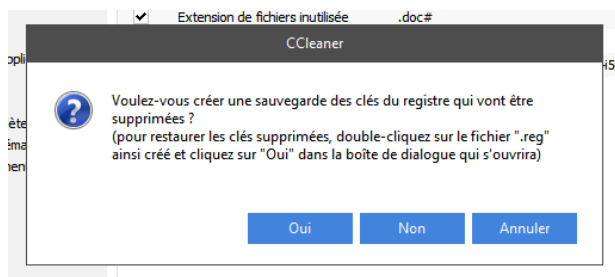 Extension de fichiers inutilisée .doc#
CCleaner
Voulez-vous créer une sauvegarde des clés du registre qui vont être
supprimées ?
(pour restaurer les clés supprimées, double-cliquez sur le fichier ".reg"
ainsi créé et cliquez sur "Oui" dans la boîte de dialogue qui s'ouvrira)
Oui Non Annuler